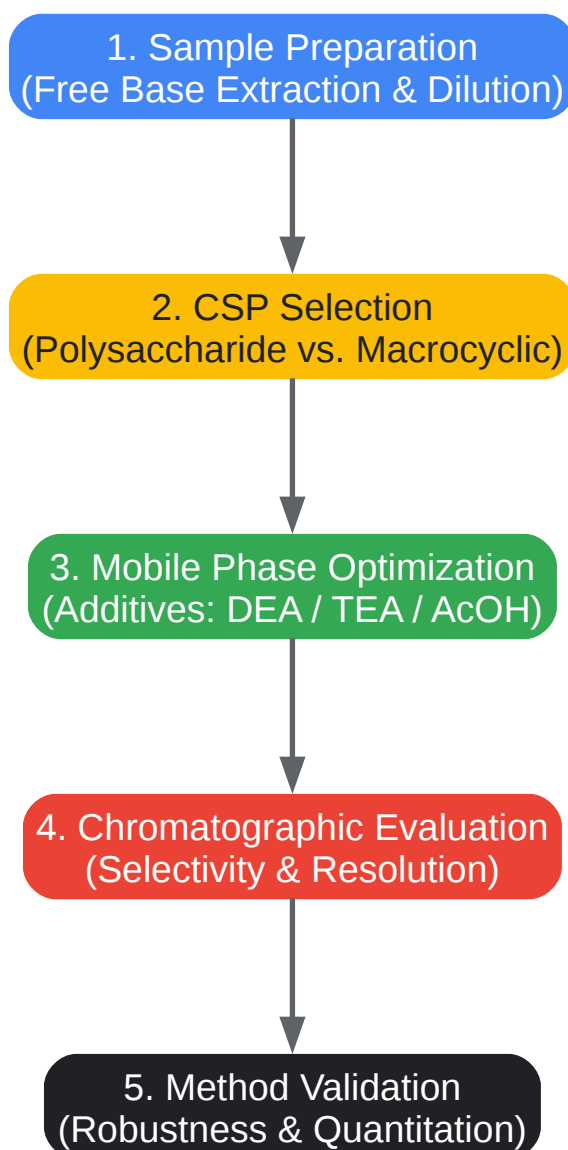 1. Sample Preparation
(Free Base Extraction & Dilution)
2. CSP Selection
(Polysaccharide vs. Macrocyclic)
3. Mobile Phase Optimization
(Additives: DEA / TEA / AcOH)
4. Chromatographic Evaluation
(Selectivity & Resolution)
5. Method Validation
(Robustness & Quantitation)